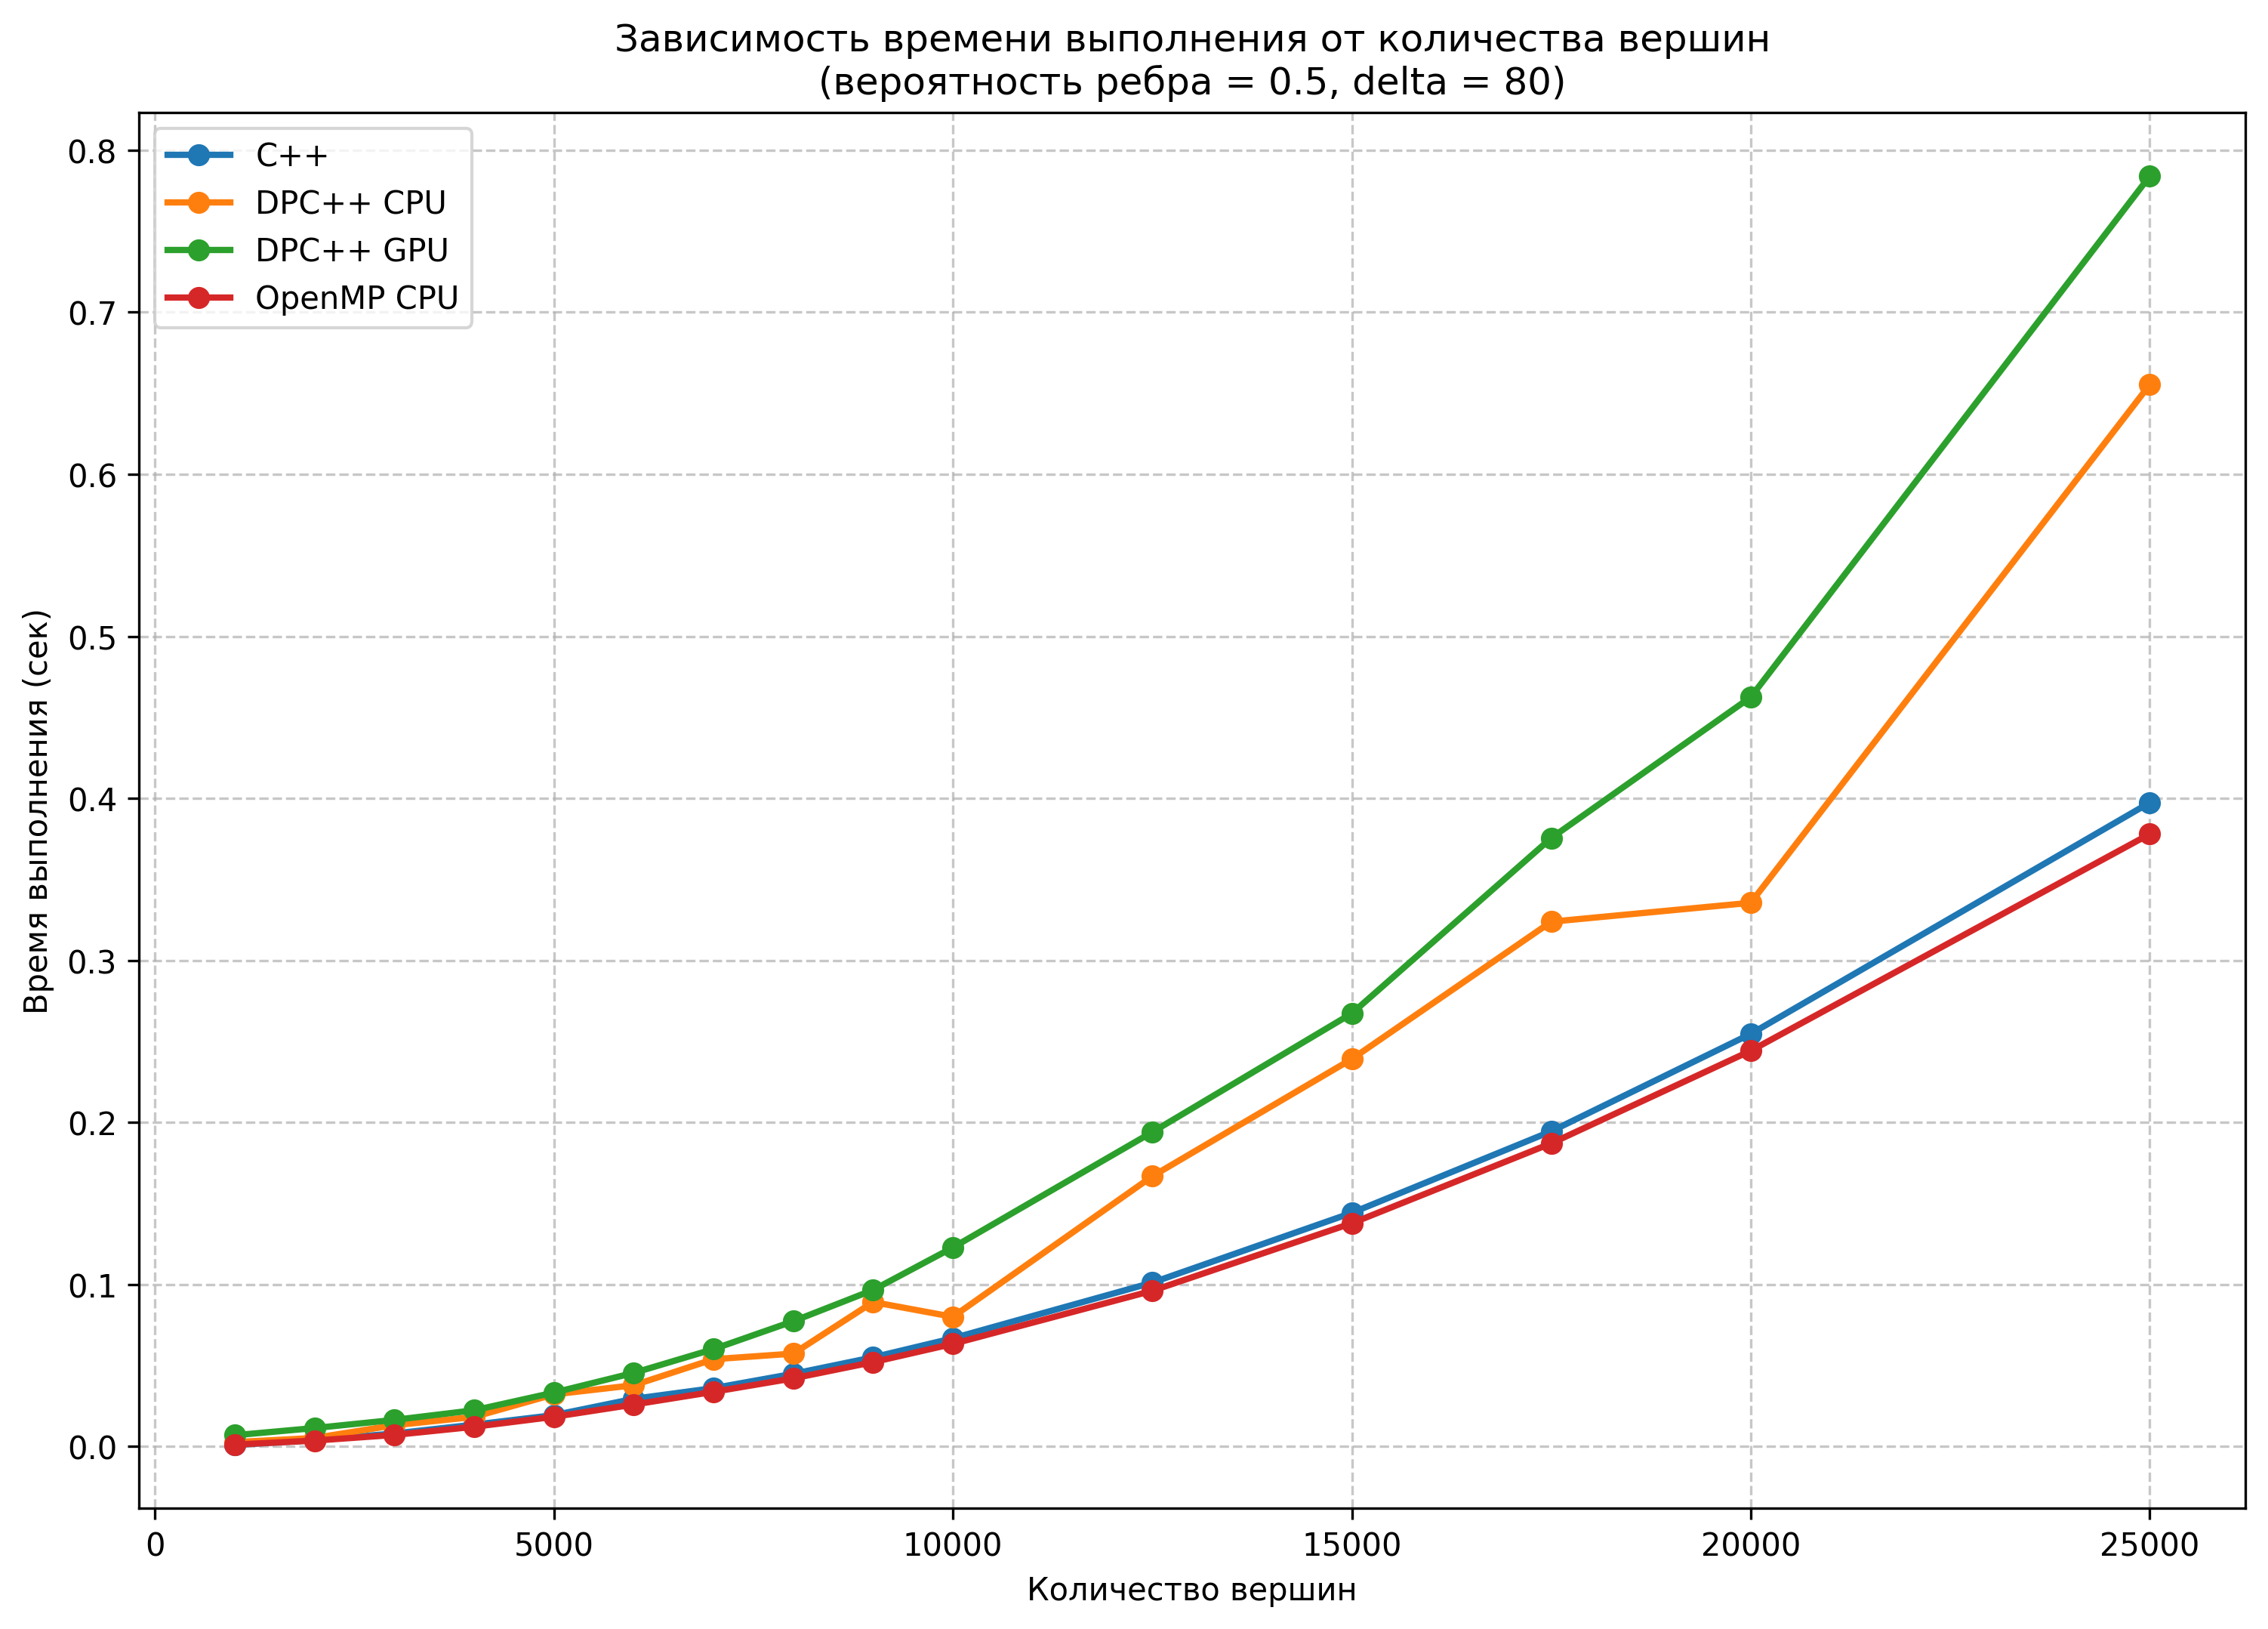 Зависимость времени выполнения от количества вершин
(вероятность ребра = 0.5, delta = 80)
C++
DPC++ CPU
DPC++ GPU
OpenMP CPU
Время выполнения (сек)
0.8
0.7
0.6
0.5
0.4
0.3
0.2
0.1
0.0
0 5000 10000 15000 20000 25000
Количество вершин